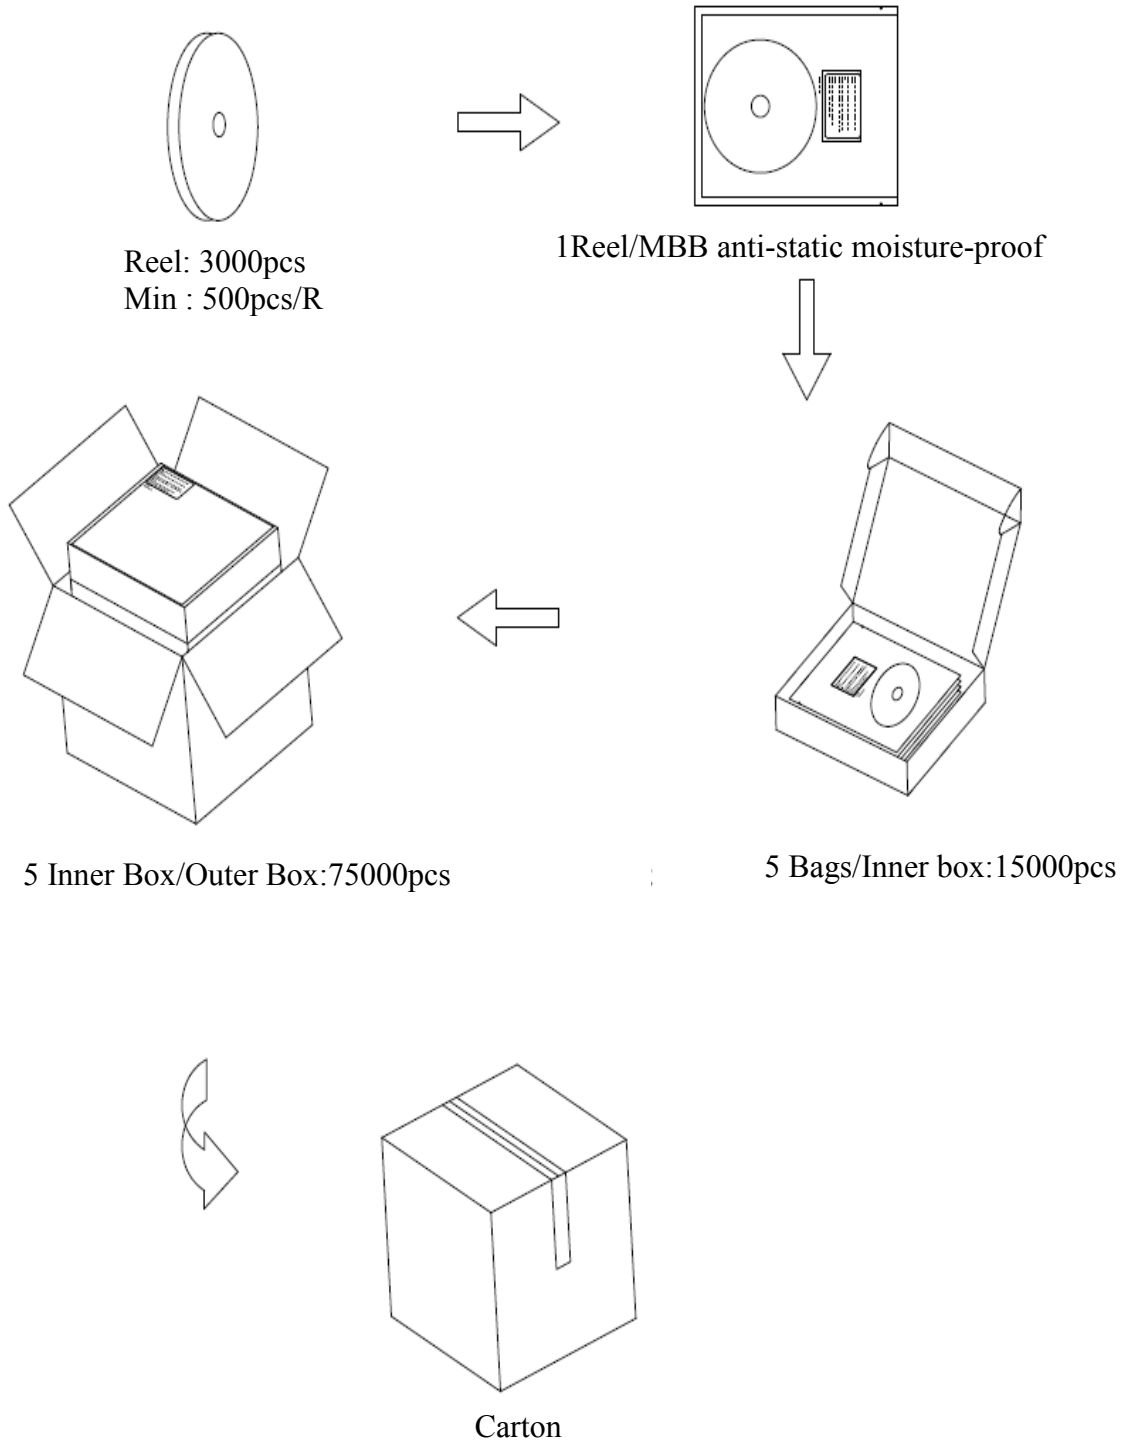 Reel: 3000pcs
Min : 500pcs/R
1Reel/MBB anti-static moisture-proof
5 Inner Box/Outer Box:75000pcs
5 Bags/Inner box:15000pcs
Carton